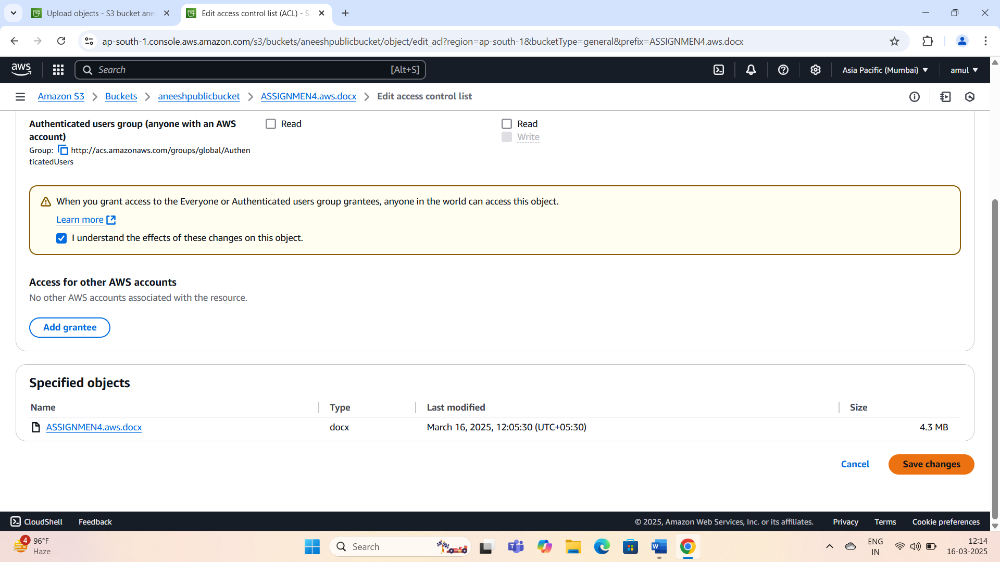 Upload objects - S3 bucket ane
Edit access control list (ACL) - S
ap-south-1.console.aws.amazon.com/s3/buckets/aneeshpublicbucket/object/edit_acl?region=ap-south-1&bucketType=general&prefix=ASSIGNMEN4.aws.docx
aws
Search
[Alt+S]
Asia Pacific (Mumbai)
amul
Amazon S3
Buckets
aneeshpublicbucket
ASSIGNMEN4.aws.docx
Edit access control list
Authenticated users group (anyone with an AWS
account)
Group: http://acs.amazonaws.com/groups/global/Authen
ticatedUsers
Read
Read
Write
When you grant access to the Everyone or Authenticated users group grantees, anyone in the world can access this object.
Learn more
I understand the effects of these changes on this object.
Access for other AWS accounts
No other AWS accounts associated with the resource.
Add grantee
Specified objects
Name
Type
Last modified
Size
ASSIGNMEN4.aws.docx
docx
March 16, 2025, 12:05:30 (UTC+05:30)
4.3 MB
Cancel
Save changes
CloudShell
Feedback
© 2025, Amazon Web Services, Inc. or its affiliates.
Privacy
Terms
Cookie preferences
4
96°F
Haze
Search
ENG
IN
12:14
16-03-2025